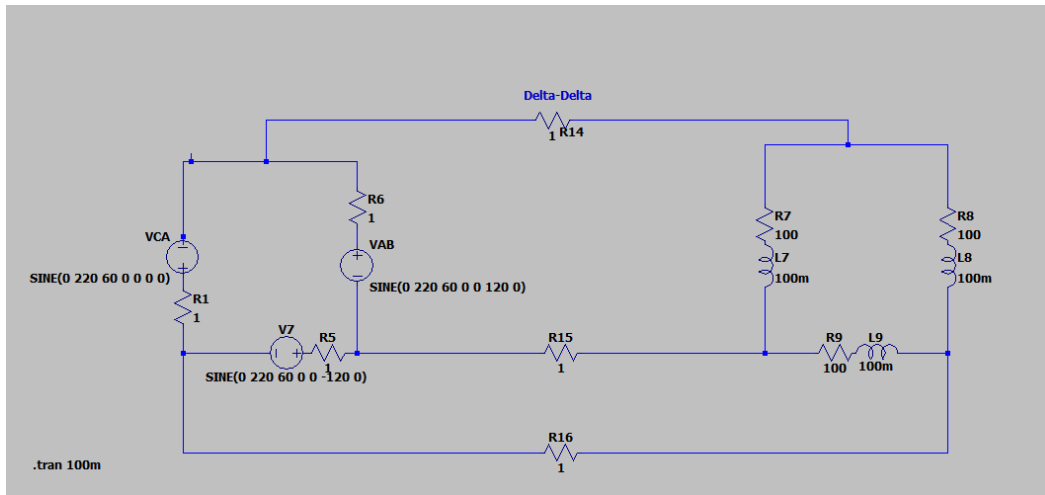 Delta-Delta
R14
1
R6
1
VCA
VAB
SINE(0 220 60 0 0 0 0)
SINE(0 220 60 0 0 120 0)
R1
1
V7
R5
1
SINE(0 220 60 0 0 -120 0)
R7
100
L7
100m
R8
100
L8
100m
R15
1
R9
100
L9
100m
R16
1
.tran 100m